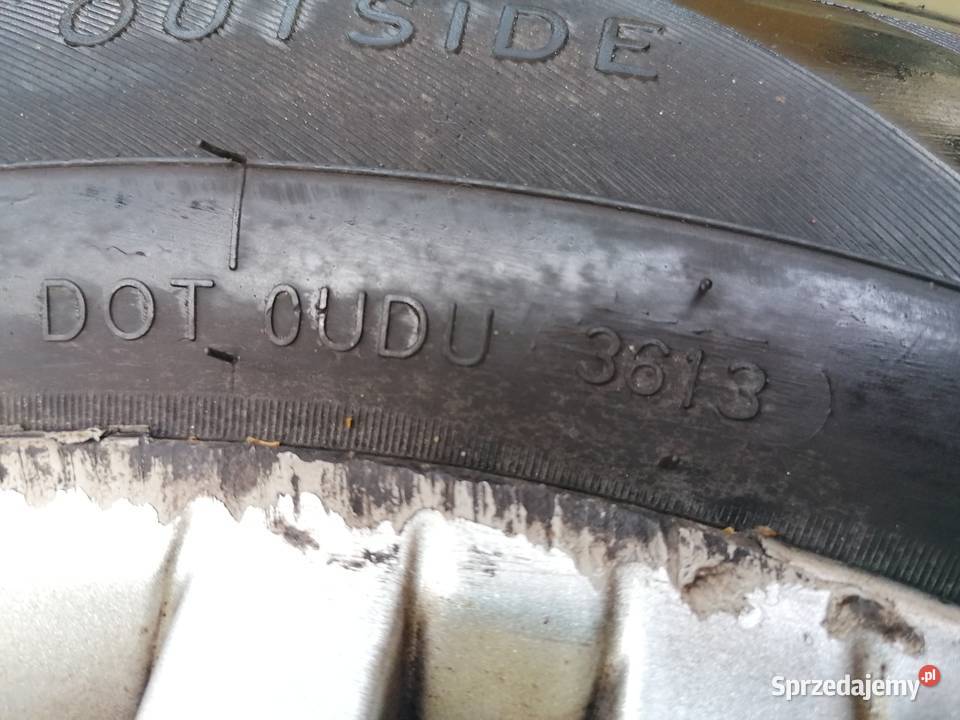 OUTSIDE
DOT 0UDU 3613
Sprzedajemy.pl